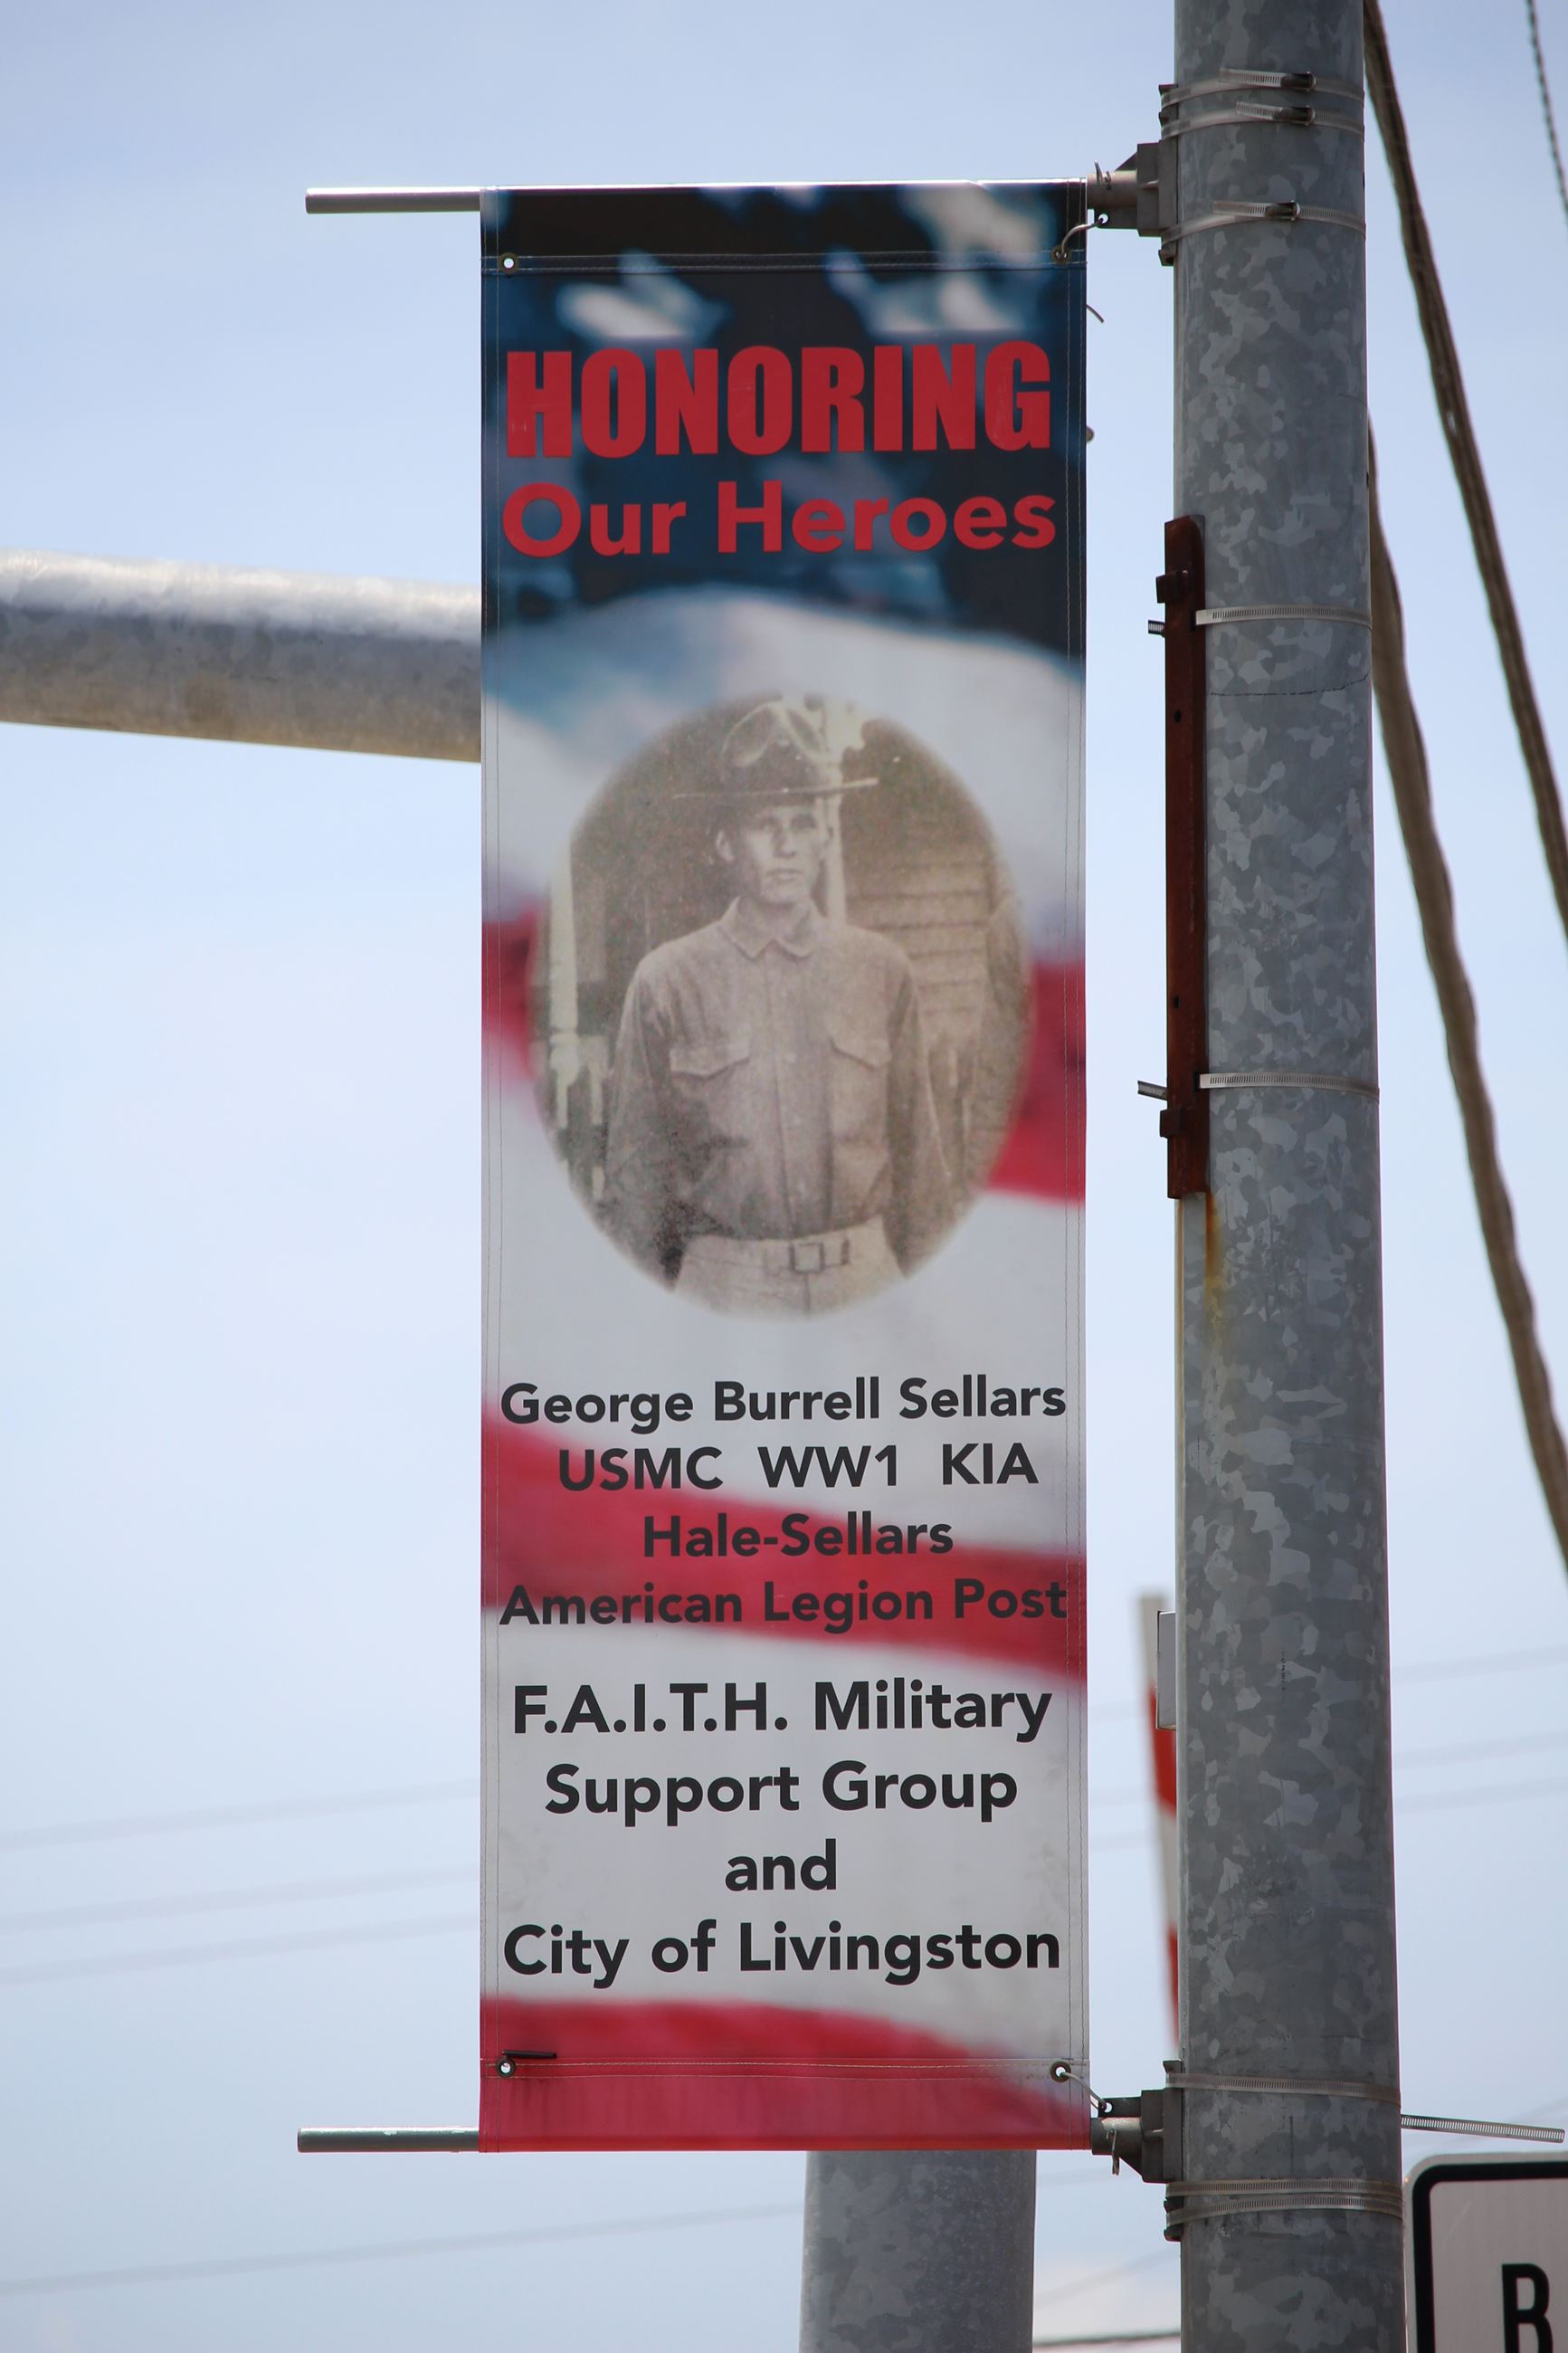 HONORING
Our Heroes
George Burrell Sellars
USMC WW1 KIA
Hale-Sellars
American Legion Post
F.A.I.T.H. Military
Support Group
and
City of Livingston
B